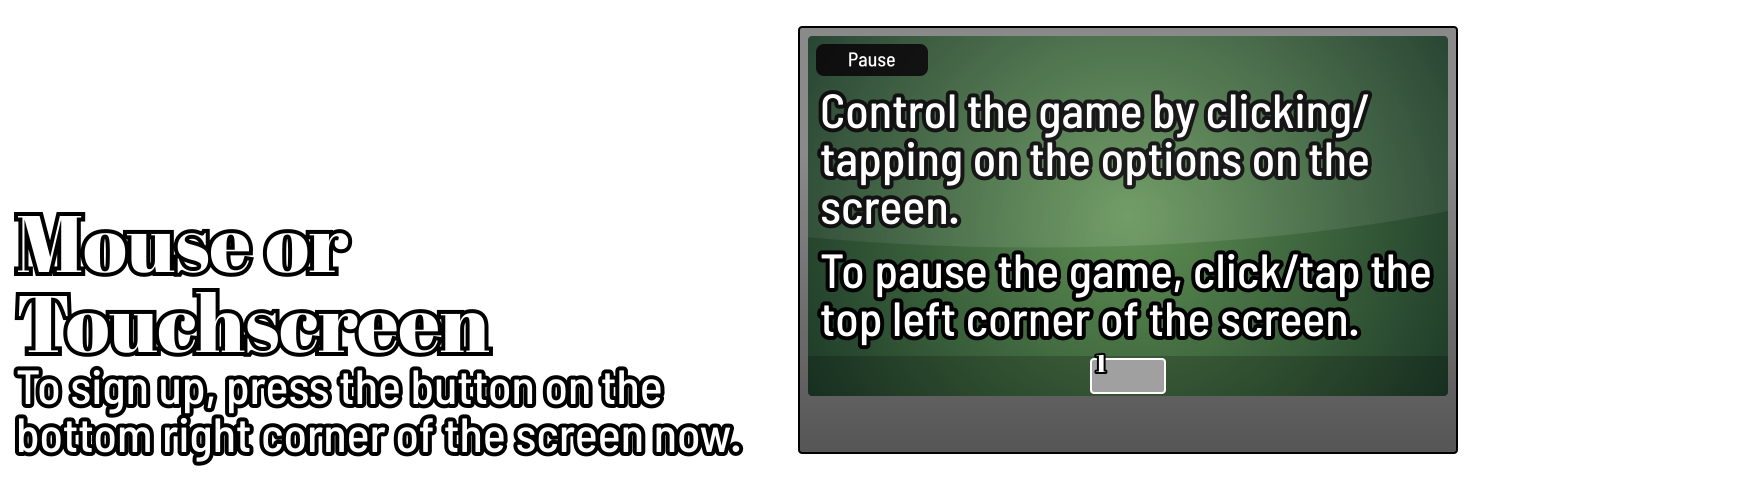 Mouse or
Touchscreen
To sign up, press the button on the
bottom right corner of the screen now.
Pause
Control the game by clicking/
tapping on the options on the
screen.
To pause the game, click/tap the
top left corner of the screen.
1